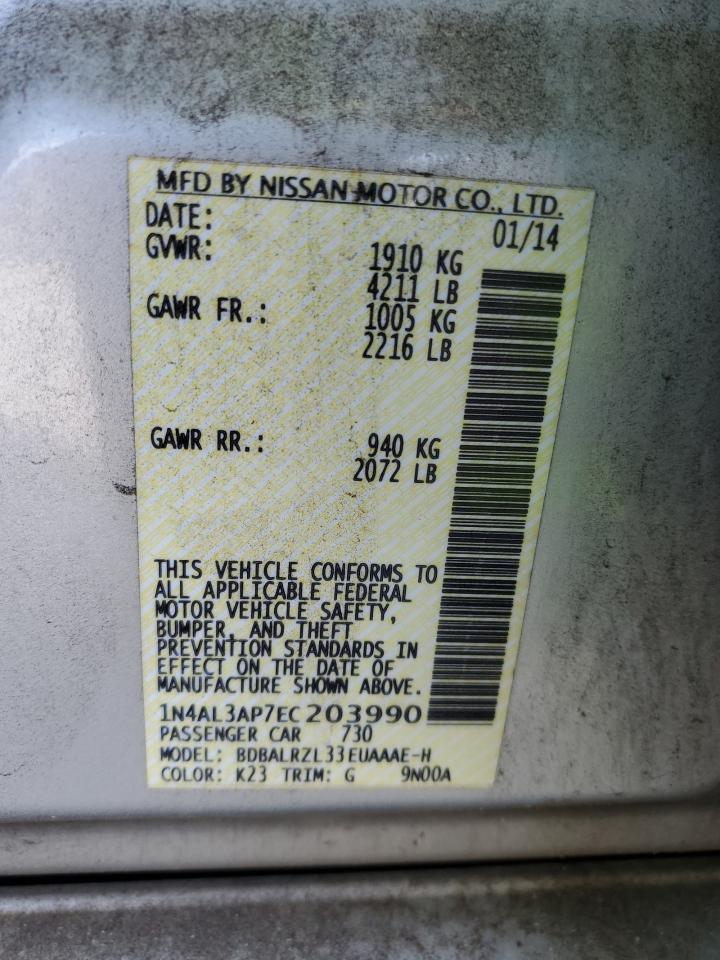 MFD BY NISSAN MOTOR CO., LTD.
DATE: 01/14
GVWR: 1910 KG
4211 LB
GAWR FR.: 1005 KG
2216 LB
GAWR RR.: 940 KG
2072 LB
THIS VEHICLE CONFORMS TO
ALL APPLICABLE FEDERAL
MOTOR VEHICLE SAFETY,
BUMPER, AND THEFT
PREVENTION STANDARDS IN
EFFECT ON THE DATE OF
MANUFACTURE SHOWN ABOVE.
1N4AL3AP7EC203990
PASSENGER CAR 730
MODEL: BDBALRZL33EUAAAE-H
COLOR: K23 TRIM: G 9N00A